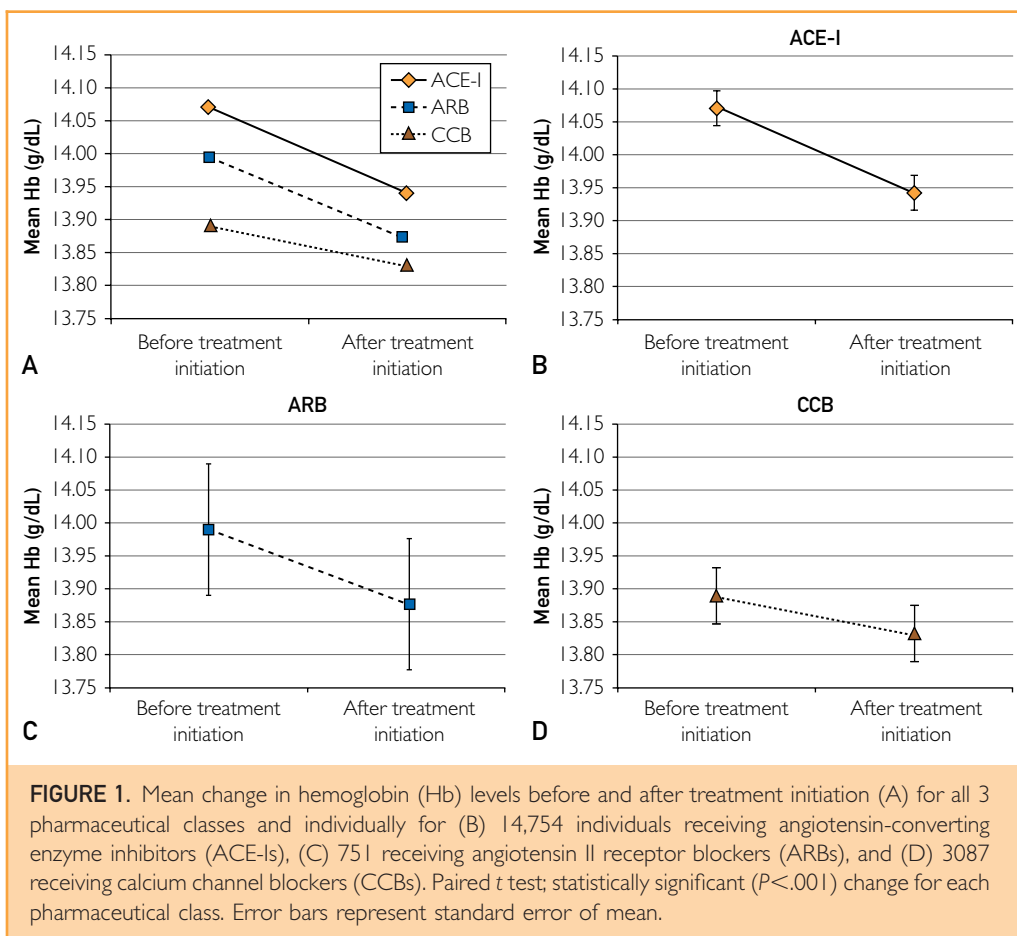 14.15
14.10
14.05
14.00
13.95
13.90
13.85
13.80
13.75
Mean Hb (g/dL)
ACE-I
ARB
CCB
Before treatment
initiation
After treatment
initiation
A
ACE-I
14.15
14.10
14.05
14.00
13.95
13.90
13.85
13.80
13.75
Mean Hb (g/dL)
Before treatment
initiation
After treatment
initiation
B
ARB
14.15
14.10
14.05
14.00
13.95
13.90
13.85
13.80
13.75
Mean Hb (g/dL)
Before treatment
initiation
After treatment
initiation
C
CCB
14.15
14.10
14.05
14.00
13.95
13.90
13.85
13.80
13.75
Mean Hb (g/dL)
Before treatment
initiation
After treatment
initiation
D
FIGURE 1. Mean change in hemoglobin (Hb) levels before and after treatment initiation (A) for all 3
pharmaceutical classes and individually for (B) 14,754 individuals receiving angiotensin-converting
enzyme inhibitors (ACE-Is), (C) 751 receiving angiotensin II receptor blockers (ARBs), and (D) 3087
receiving calcium channel blockers (CCBs). Paired t test; statistically significant (P<.001) change for each
pharmaceutical class. Error bars represent standard error of mean.